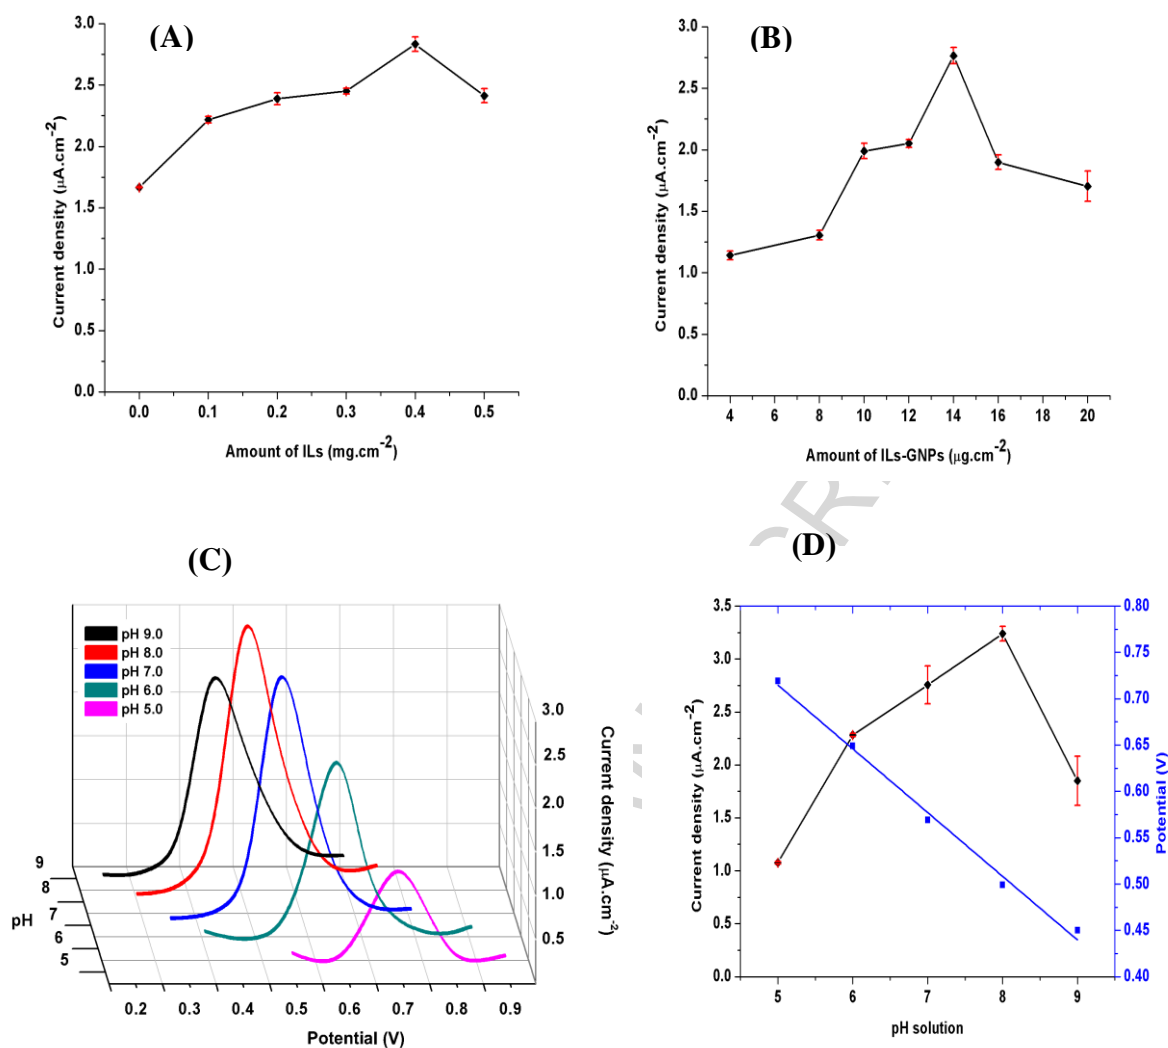 (A)
3.0
2.5
2.0
1.5
1.0
0.5
0.0
Current density (μA.cm⁻²)
0.0 0.1 0.2 0.3 0.4 0.5
Amount of ILs (mg.cm⁻²)
(B)
3.0
2.5
2.0
1.5
1.0
0.5
0.0
Current density (μA.cm⁻²)
4 6 8 10 12 14 16 18 20
Amount of ILs-GNPs (μg.cm⁻²)
(C)
pH 9.0
pH 8.0
pH 7.0
pH 6.0
pH 5.0
9
8
7
6
5
pH
3.0
2.5
2.0
1.5
1.0
0.5
Current density (μA.cm⁻²)
0.2 0.3 0.4 0.5 0.6 0.7 0.8 0.9
Potential (V)
(D)
3.5
3.0
2.5
2.0
1.5
1.0
0.5
0.0
Current density (μA.cm⁻²)
0.80
0.75
0.70
0.65
0.60
0.55
0.50
0.45
0.40
Potential (V)
5 6 7 8 9
pH solution